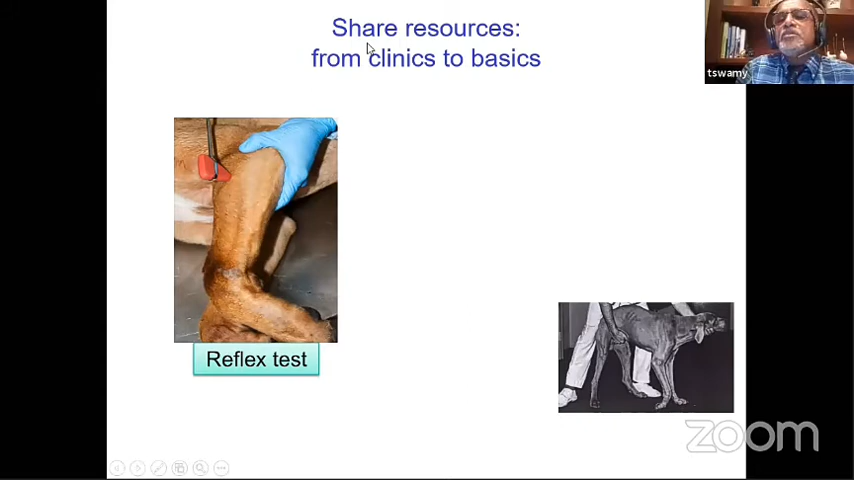 Share resources:
from clinics to basics
tswamy
Reflex test
zoom